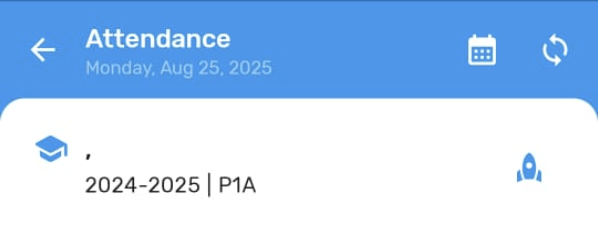 Attendance
Monday, Aug 25, 2025
,
2024-2025 | P1A